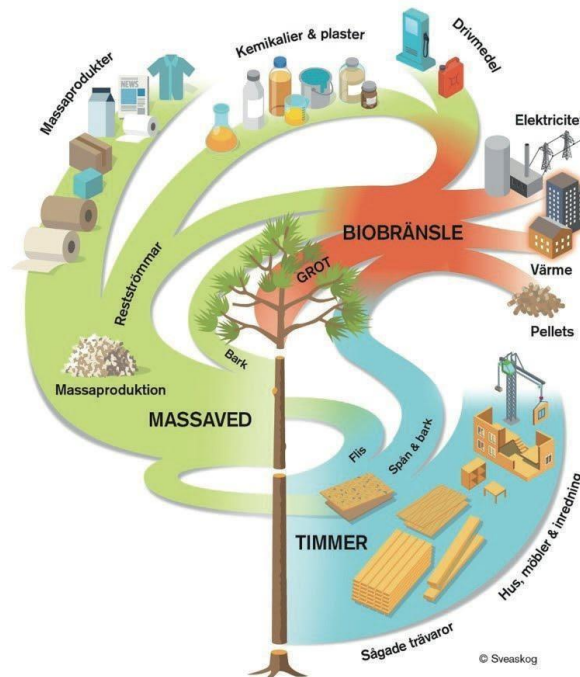 Massaprodukter
Kemikalier & plaster
Drivmedel
NEWS
Elektricitet
BIOBRÄNSLE
GROT
Värme
Pellets
Restströmmar
Bark
Massaproduktion
MASSAVED
Flis
Spån & bark
TIMMER
Hus, möbler & inredning
Sågade trävaror
© Sveaskog